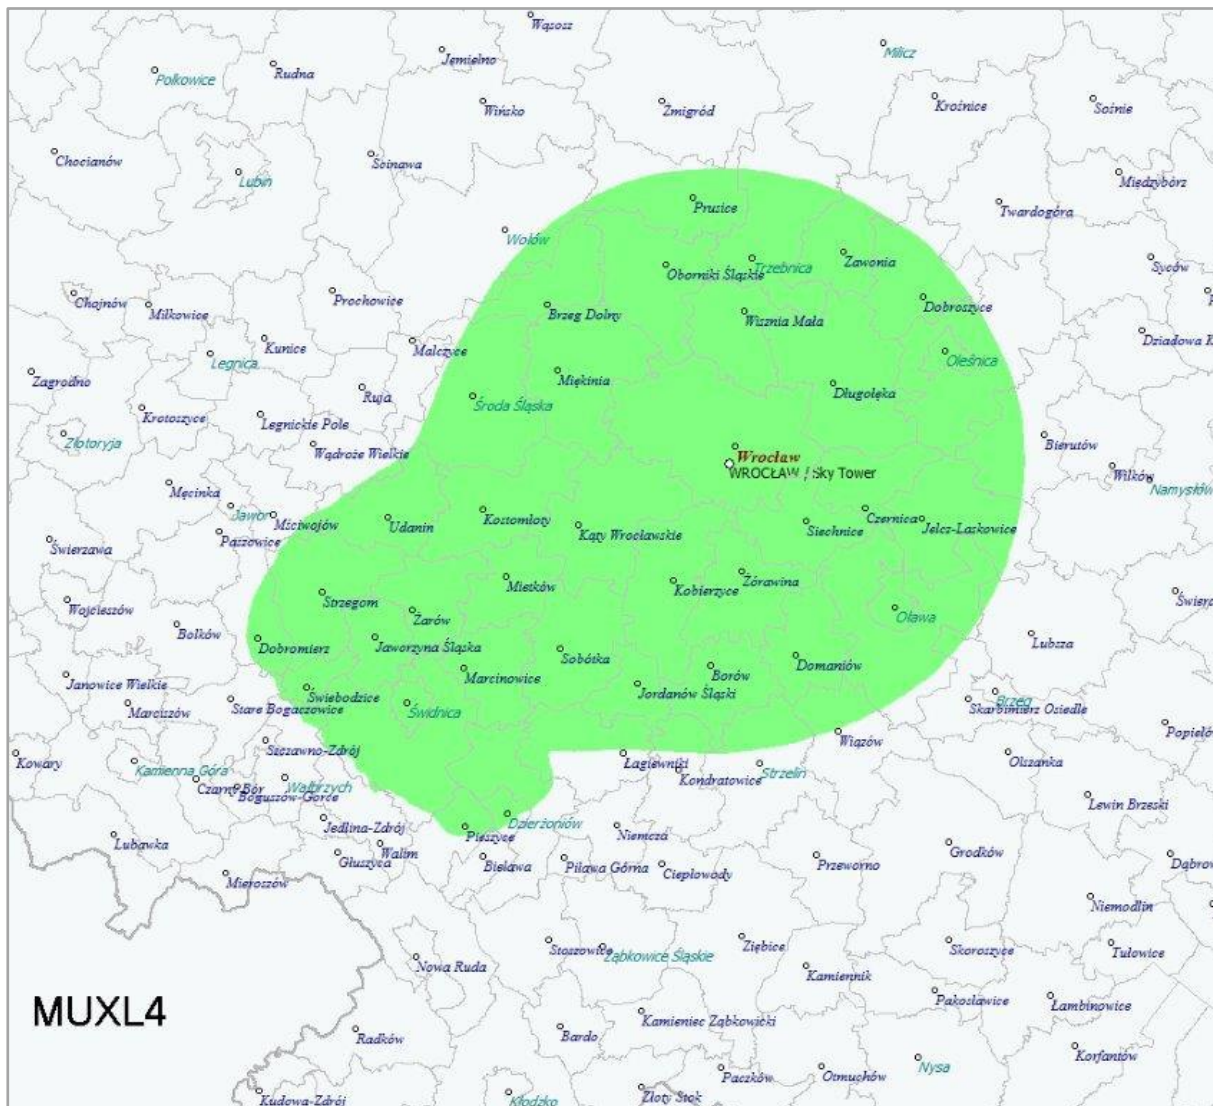 Wąsosz
Milicz
Jemielno
Polkowice
Rudna
Wińsko
Żmigród
Krośnice
Sośnie
Chocianów
Ścinawa
Lubin
Międzybórz
Prusice
Twardogóra
Wołów
Oborniki Śląskie
Trzebnica
Zawonia
Syców
Chojnów
Miłkowice
Prochowice
Brzeg Dolny
Wisznia Mała
Dobroszyce
Dziadowa K
Kunice
Malczyce
Legnica
Oleśnica
Zagrodno
Ruja
Miękinia
Długołęka
Środa Śląska
Krotoszyce
Legnickie Pole
Złotoryja
Wądroże Wielkie
Wrocław
WROCŁAW / Sky Tower
Bierutów
Wilków
Namysłów
Męcinka
Jawor
Mściwojów
Udanin
Kostomłoty
Kąty Wrocławskie
Siechnice
Czernica
Jelcz-Laskowice
Paszowice
Świerzawa
Mietków
Kobierzyce
Żórawina
Wojcieszów
Strzegom
Żarów
Oława
Świerc
Bolków
Dobromierz
Jaworzyna Śląska
Sobótka
Borów
Domaniów
Lubsza
Janowice Wielkie
Marcinowice
Jordanów Śląski
Marciszów
Stare Bogaczowice
Świebodzice
Świdnica
Brzeg
Skarbimierz Osiedle
Popielów
Szczawno-Zdrój
Wiązów
Kowary
Kamienna Góra
Łagiewniki
Kondratowice
Strzelin
Olszanka
Czarny Bór
Boguszów-Gorce
Wałbrzych
Lewin Brzeski
Jedlina-Zdrój
Pieszyce
Dzierżoniów
Niemcza
Lubawka
Głuszyca
Walim
Bielawa
Piława Górna
Ciepłowody
Przeworno
Grodków
Dąbrow
Mieroszów
Niemodlin
Stoszowice
Ząbkowice Śląskie
Ziębice
Skoroszyce
Tułowice
Nowa Ruda
Kamiennik
Pakosławice
Łambinowice
MUXL4
Kamieniec Ząbkowicki
Radków
Bardo
Korfantów
Paczków
Otmuchów
Nysa
Kudowa-Zdrój
Kłodzko
Złoty Stok